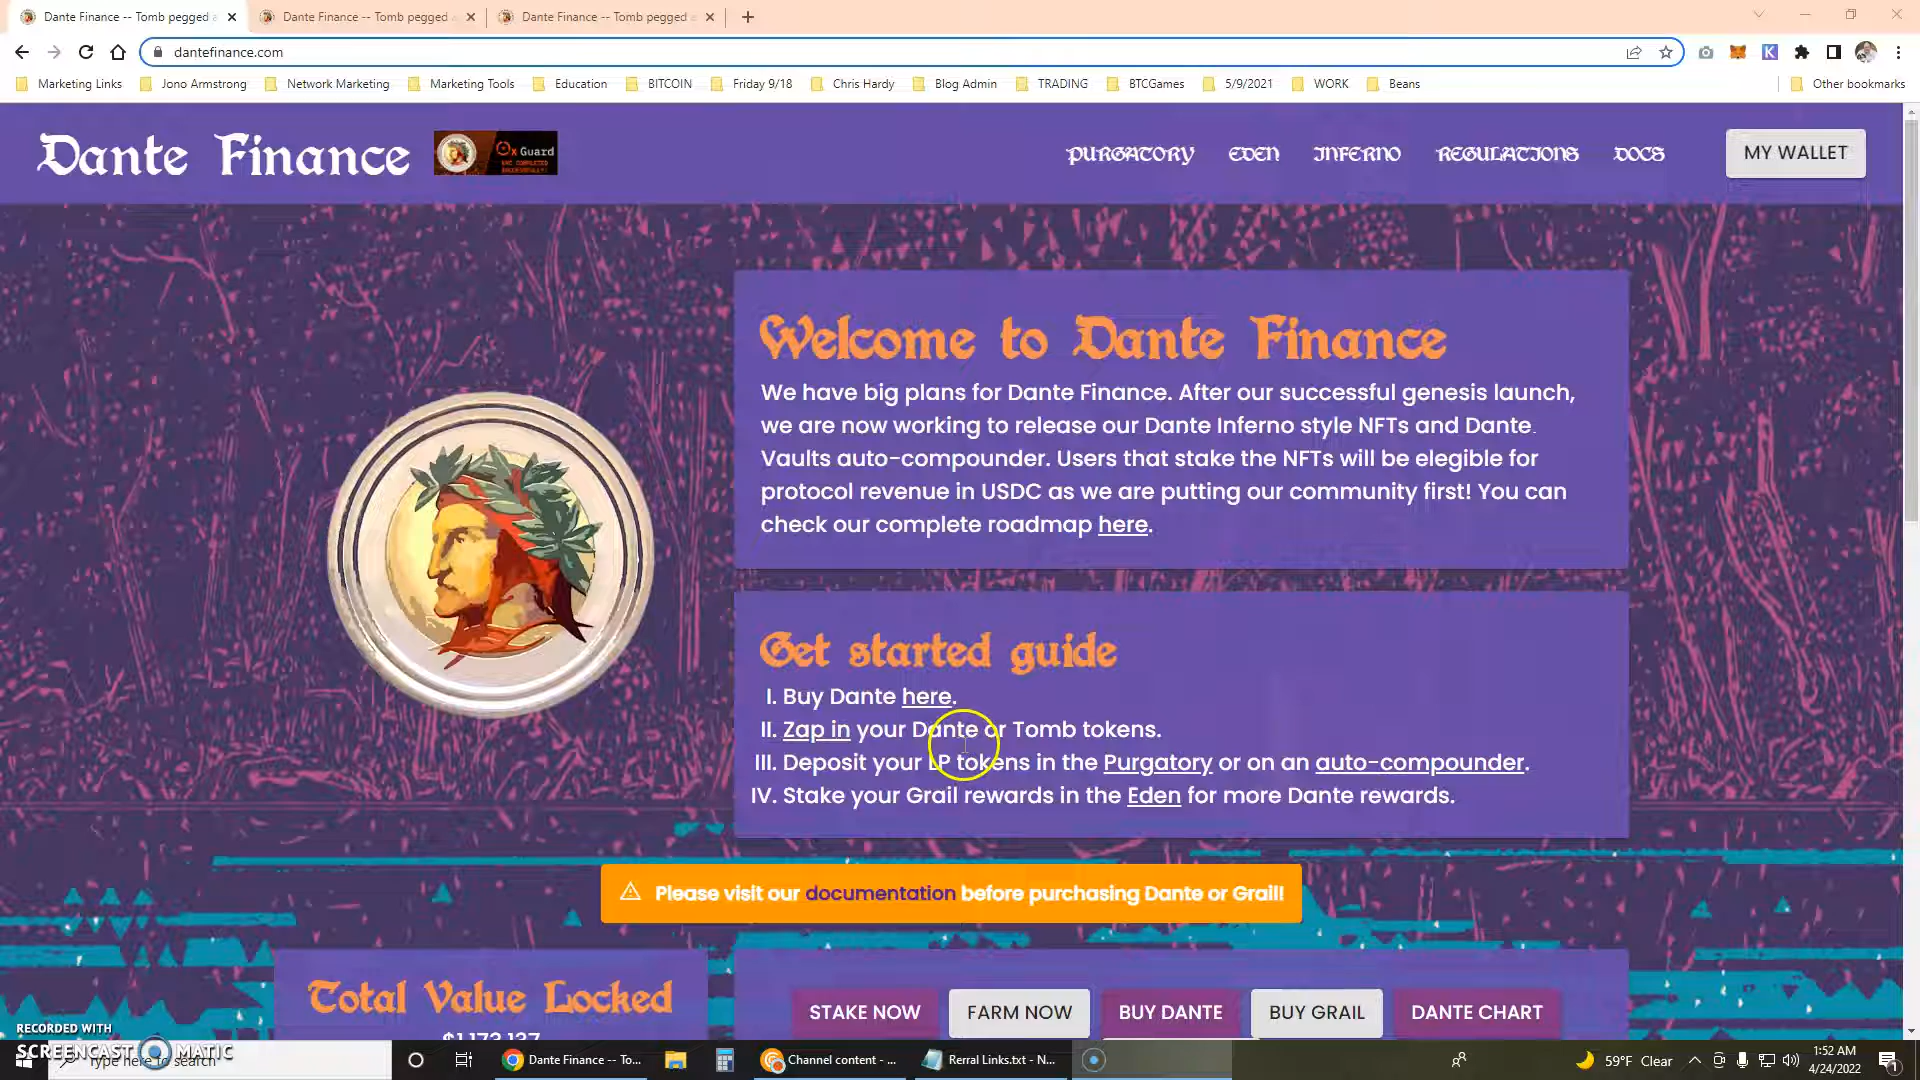 Dante Finance -- Tomb pegged
Dante Finance -- Tomb pegged
Dante Finance -- Tomb pegged
dantefinance.com
Marketing Links
Jono Armstrong
Network Marketing
Marketing Tools
Education
BITCOIN
Friday 9/18
Chris Hardy
Blog Admin
TRADING
BTCGames
5/9/2021
WORK
Beans
Other bookmarks
Dante Finance
Guard
PURGATORY
EDEN
INFERNO
REGULATIONS
DOCS
MY WALLET
Welcome to Dante Finance
We have big plans for Dante Finance. After our successful genesis launch,
we are now working to release our Dante Inferno style NFTs and Dante
Vaults auto-compounder. Users that stake the NFTs will be elegible for
protocol revenue in USDC as we are putting our community first! You can
check our complete roadmap here.
Get started guide
I. Buy Dante here.
II. Zap in your Dante or Tomb tokens.
III. Deposit your LP tokens in the Purgatory or on an auto-compounder.
IV. Stake your Grail rewards in the Eden for more Dante rewards.
Please visit our documentation before purchasing Dante or Grail!
Total Value Locked
$1,173,137
STAKE NOW
FARM NOW
BUY DANTE
BUY GRAIL
DANTE CHART
RECORDED WITH
SCREENCAST MATIC
Type here to search
Dante Finance -- To...
Channel content - ...
Rerral Links.txt - N...
59°F Clear
1:52 AM
4/24/2022
1